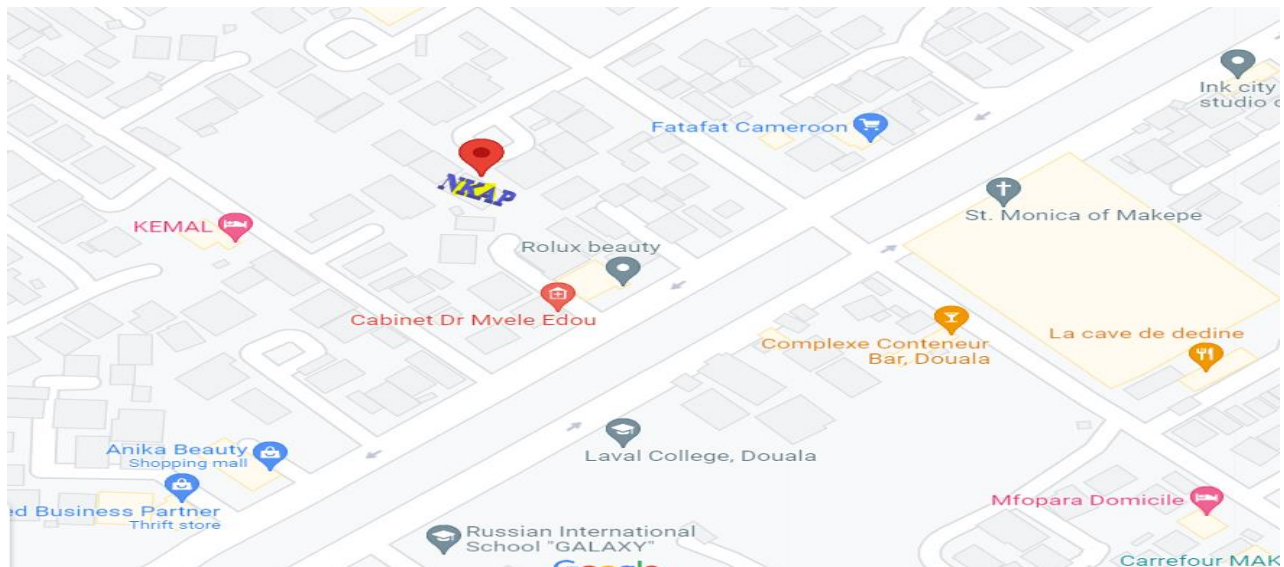 Ink city
studio
Fatafat Cameroon
NKAP
St. Monica of Makepe
KEMAL
Rolux beauty
Cabinet Dr Mvele Edou
Complexe Conteneur
Bar, Douala
La cave de dedine
Anika Beauty
Shopping mall
Laval College, Douala
ed Business Partner
Thrift store
Mfopara Domicile
Russian International
School "GALAXY"
Carrefour MAK
Google